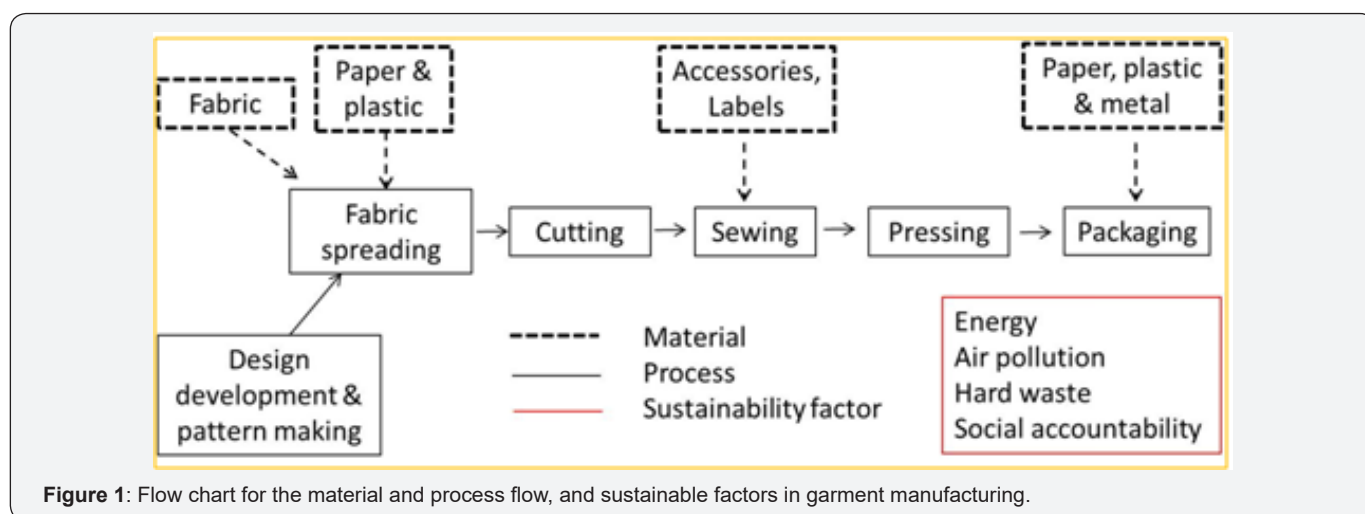 Fabric
Paper &
plastic
Accessories,
Labels
Paper, plastic
& metal
Fabric
spreading
Cutting
Sewing
Pressing
Packaging
Design
development &
pattern making
Material
Process
Sustainability factor
Energy
Air pollution
Hard waste
Social accountability
Figure 1: Flow chart for the material and process flow, and sustainable factors in garment manufacturing.